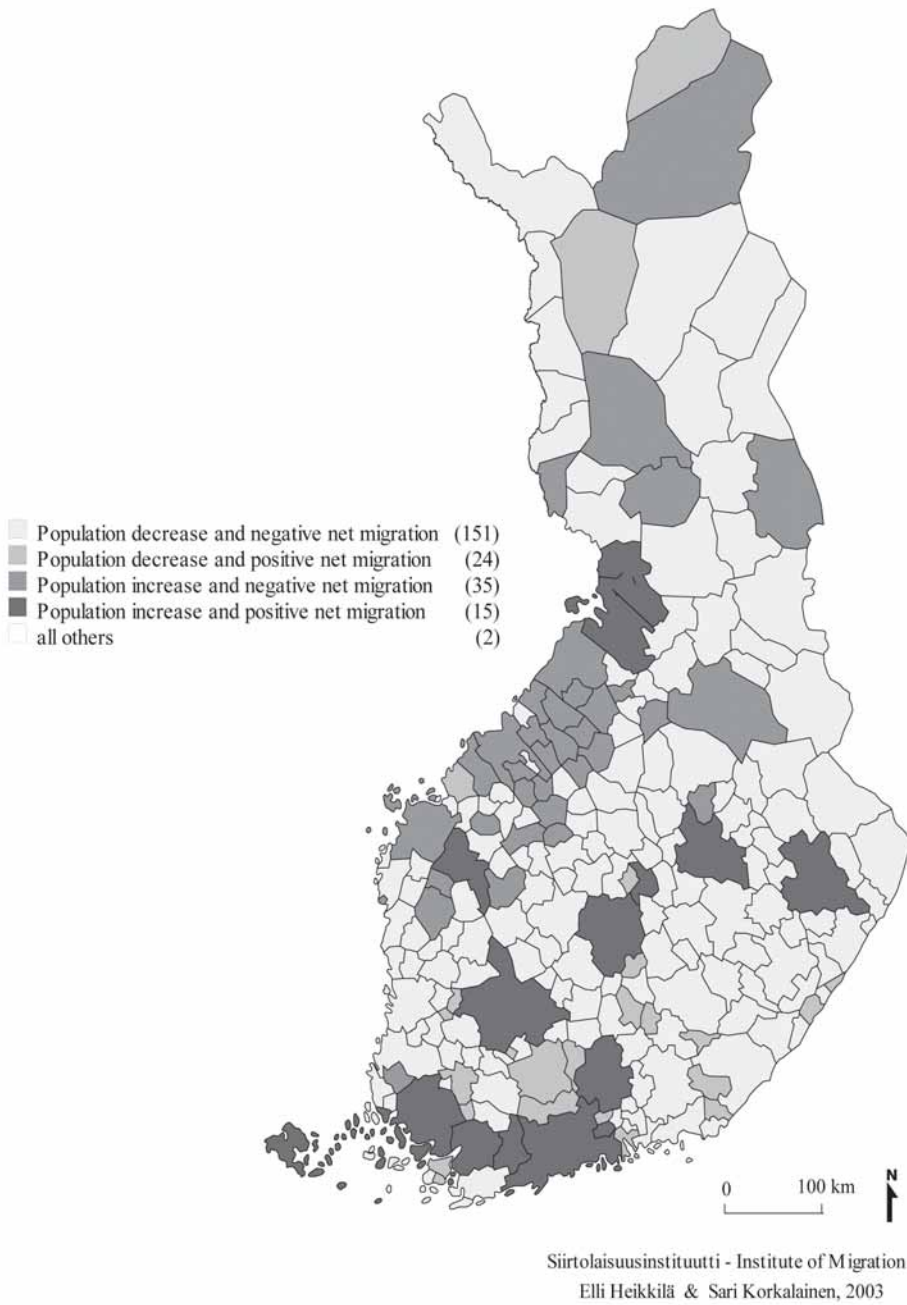 Population decrease and negative net migration (151)
Population decrease and positive net migration (24)
Population increase and negative net migration (35)
Population increase and positive net migration (15)
all others (2)
0 100 km
N
Siirtolaisuusinstituutti - Institute of Migration
Elli Heikkilä & Sari Korkalainen, 2003